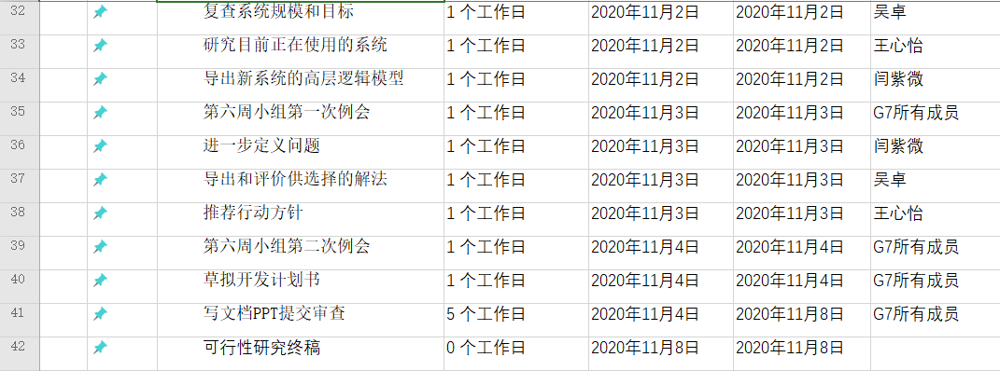 32 复查系统规模和目标 1 个工作日 2020年11月2日 2020年11月2日 吴卓
33 研究目前正在使用的系统 1 个工作日 2020年11月2日 2020年11月2日 王心怡
34 导出新系统的高层逻辑模型 1 个工作日 2020年11月2日 2020年11月2日 闫紫微
35 第六周小组第一次例会 1 个工作日 2020年11月3日 2020年11月3日 G7所有成员
36 进一步定义问题 1 个工作日 2020年11月3日 2020年11月3日 闫紫微
37 导出和评价供选择的解法 1 个工作日 2020年11月3日 2020年11月3日 吴卓
38 推荐行动方针 1 个工作日 2020年11月3日 2020年11月3日 王心怡
39 第六周小组第二次例会 1 个工作日 2020年11月4日 2020年11月4日 G7所有成员
40 草拟开发计划书 1 个工作日 2020年11月4日 2020年11月4日 G7所有成员
41 写文档PPT提交审查 5 个工作日 2020年11月4日 2020年11月8日 G7所有成员
42 可行性研究终稿 0 个工作日 2020年11月8日 2020年11月8日